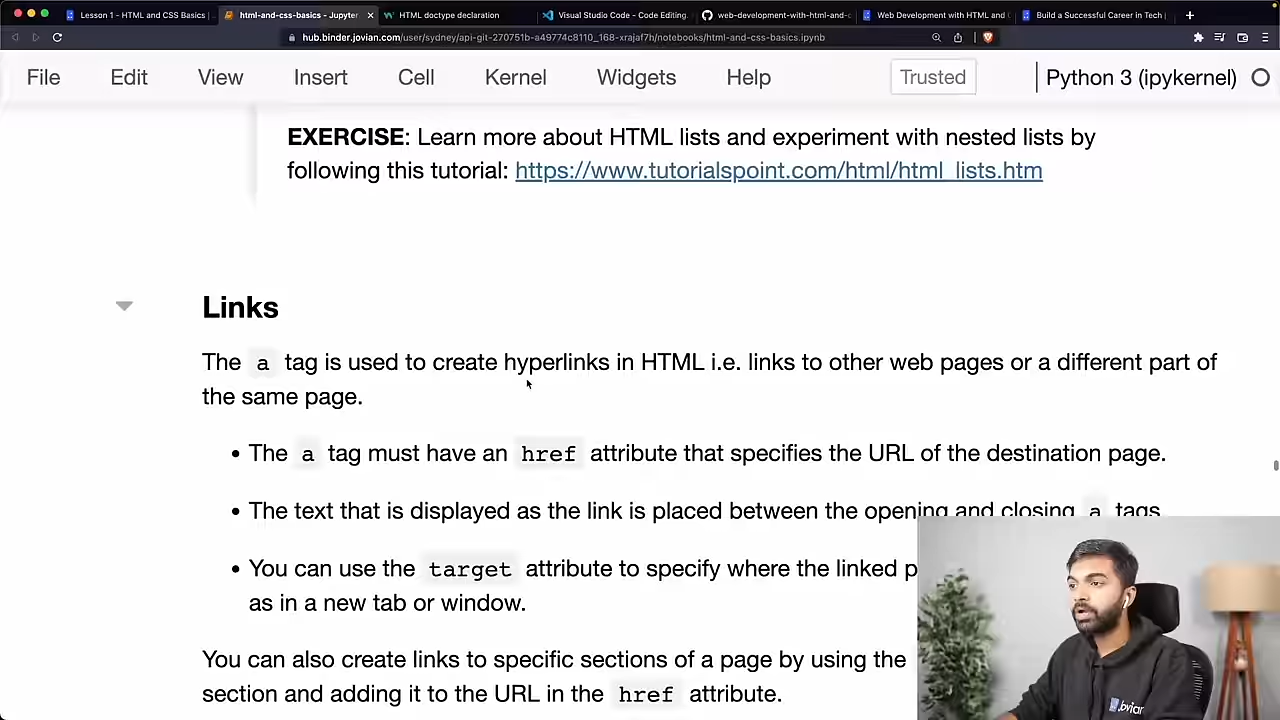 Lesson 1 - HTML and CSS Basics |
html-and-css-basics - Jupyter
HTML doctype declaration
Visual Studio Code - Code Editing.
web-development-with-html-and-c
Web Development with HTML and
Build a Successful Career in Tech
hub.binder.jovian.com/user/sydney/api-git-270751b-a49774c8110_168-xrajaf7h/notebooks/html-and-css-basics.ipynb
File Edit View Insert Cell Kernel Widgets Help Trusted Python 3 (ipykernel)
EXERCISE: Learn more about HTML lists and experiment with nested lists by
following this tutorial: https://www.tutorialspoint.com/html/html_lists.htm
Links
The a tag is used to create hyperlinks in HTML i.e. links to other web pages or a different part of
the same page.
• The a tag must have an href attribute that specifies the URL of the destination page.
• The text that is displayed as the link is placed between the opening and closing a tags
• You can use the target attribute to specify where the linked p
as in a new tab or window.
You can also create links to specific sections of a page by using the
section and adding it to the URL in the href attribute.